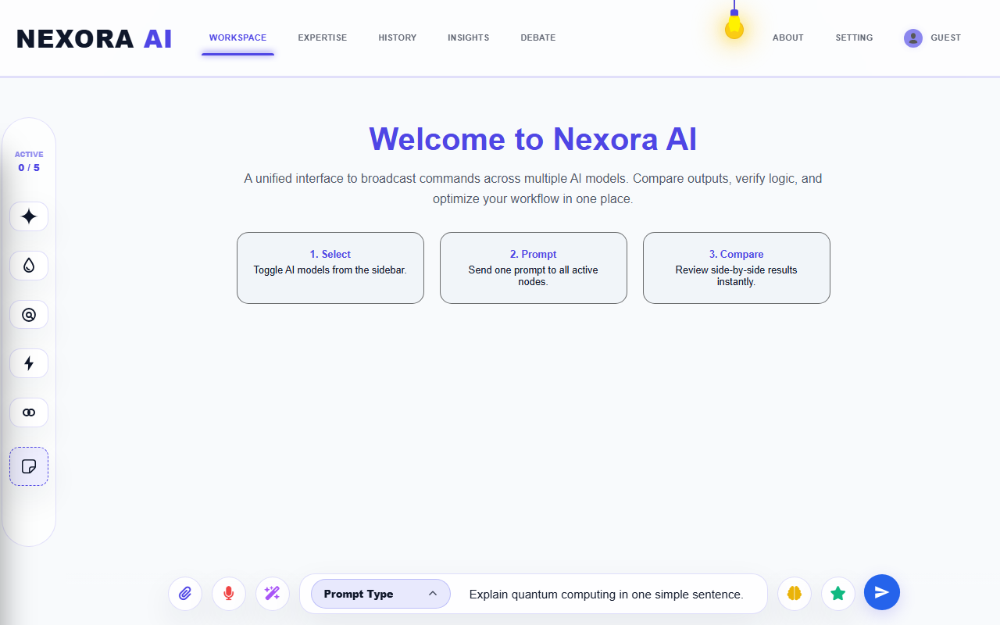 NEXORA AI
WORKSPACE
EXPERTISE
HISTORY
INSIGHTS
DEBATE
ABOUT
SETTING
GUEST
ACTIVE
0 / 5
Welcome to Nexora AI
A unified interface to broadcast commands across multiple AI models. Compare outputs, verify logic, and
optimize your workflow in one place.
1. Select
Toggle AI models from the sidebar.
2. Prompt
Send one prompt to all active
nodes.
3. Compare
Review side-by-side results
instantly.
Prompt Type
Explain quantum computing in one simple sentence.